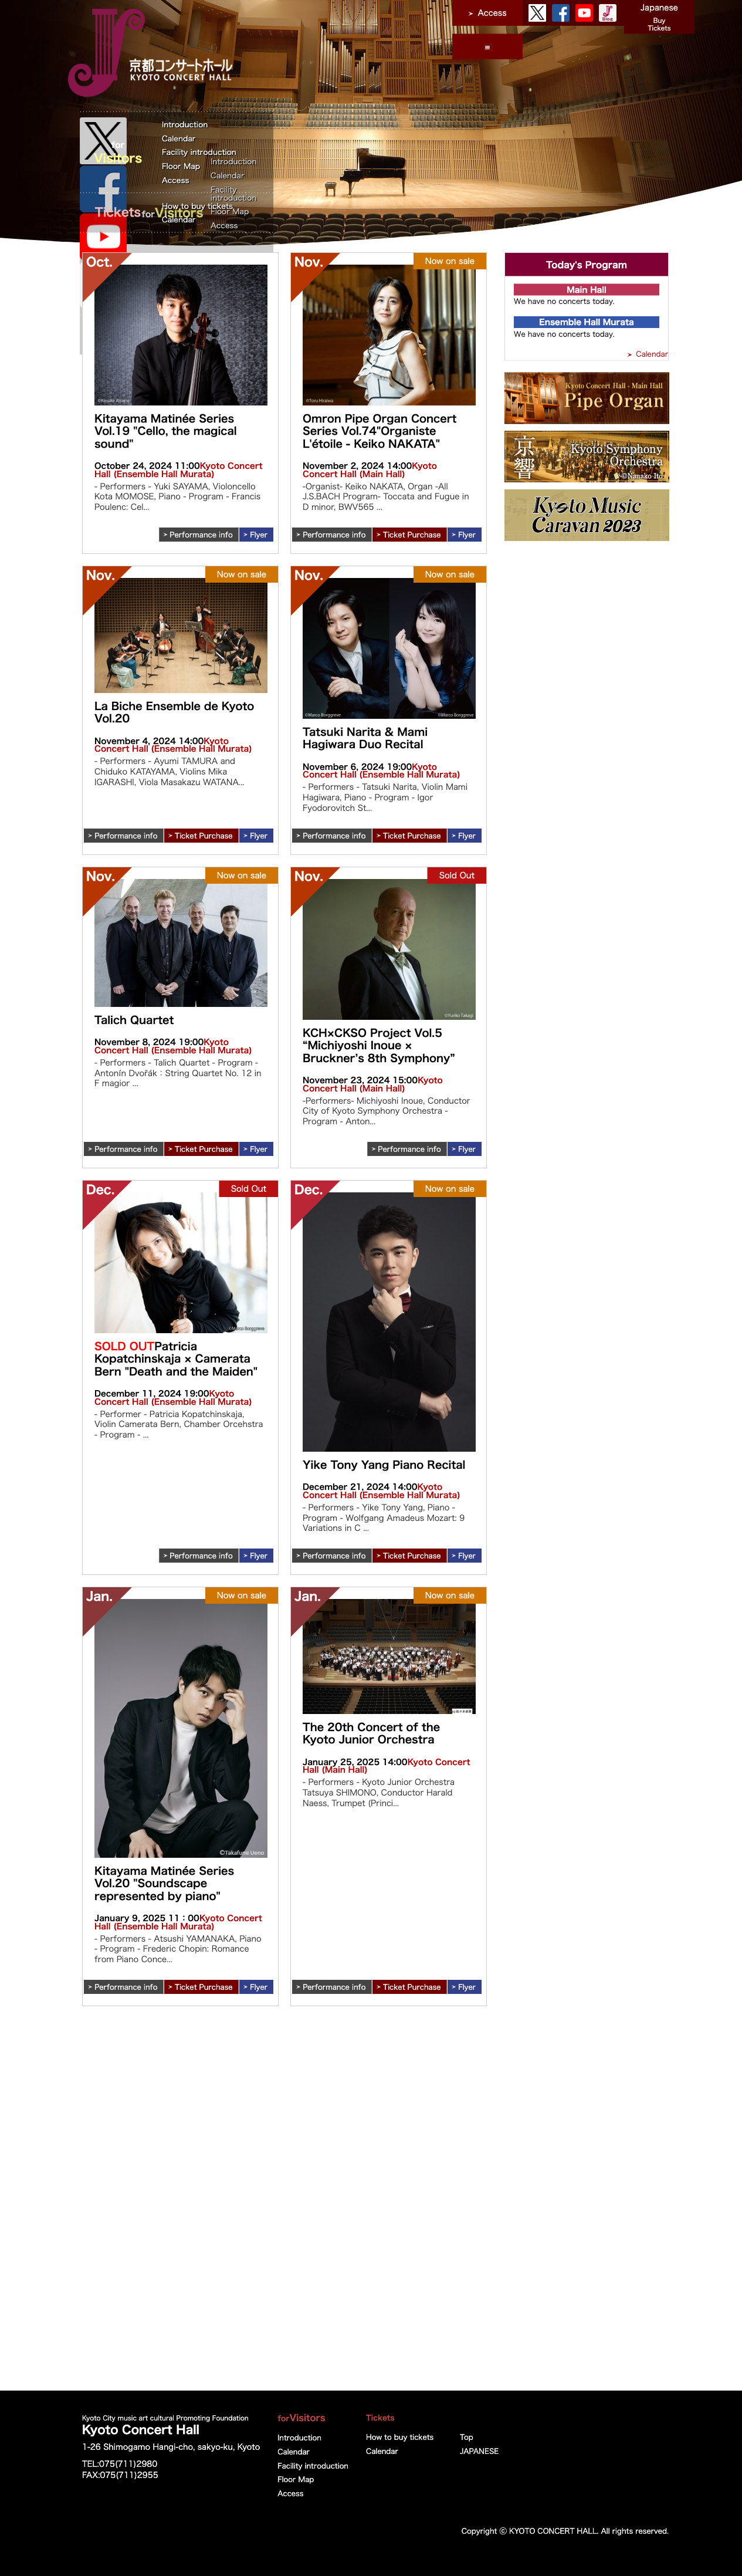 Access
Japanese
Buy
Tickets
≡
京都コンサートホール
KYOTO CONCERT HALL
for
Visitors
Introduction
Calendar
Facility introduction
Floor Map
Access
Introduction
Calendar
Facility
introduction
Floor Map
Access
Tickets for Visitors
How to buy tickets
Calendar
Oct.
Kitayama Matinée Series
Vol.19 "Cello, the magical
sound"
October 24, 2024 11:00Kyoto Concert
Hall (Ensemble Hall Murata)
- Performers - Yuki SAYAMA, Violoncello
Kota MOMOSE, Piano - Program - Francis
Poulenc: Cel...
> Performance info
> Flyer
Nov.
Now on sale
Omron Pipe Organ Concert
Series Vol.74"Organiste
L'étoile - Keiko NAKATA"
November 2, 2024 14:00Kyoto
Concert Hall (Main Hall)
-Organist- Keiko NAKATA, Organ -All
J.S.BACH Program- Toccata and Fugue in
D minor, BWV565 ...
> Performance info
> Ticket Purchase
> Flyer
Today's Program
Main Hall
We have no concerts today.
Ensemble Hall Murata
We have no concerts today.
Calendar
Kyoto Concert Hall - Main Hall
Pipe Organ
京響
Kyoto Symphony
Orchestra
©Nanako Ito
Kyoto Music
Caravan 2023
Nov.
Now on sale
La Biche Ensemble de Kyoto
Vol.20
November 4, 2024 14:00Kyoto
Concert Hall (Ensemble Hall Murata)
- Performers - Ayumi TAMURA and
Chiduko KATAYAMA, Violins Mika
IGARASHI, Viola Masakazu WATANA...
> Performance info
> Ticket Purchase
> Flyer
Nov.
Now on sale
©Marco Borggreve
©Marco Borggreve
Tatsuki Narita & Mami
Hagiwara Duo Recital
November 6, 2024 19:00Kyoto
Concert Hall (Ensemble Hall Murata)
- Performers - Tatsuki Narita, Violin Mami
Hagiwara, Piano - Program - Igor
Fyodorovitch St...
> Performance info
> Ticket Purchase
> Flyer
Nov.
Now on sale
Talich Quartet
November 8, 2024 19:00Kyoto
Concert Hall (Ensemble Hall Murata)
- Performers - Talich Quartet - Program -
Antonín Dvořák：String Quartet No. 12 in
F magior ...
> Performance info
> Ticket Purchase
> Flyer
Nov.
Sold Out
©Yuriko Takagi
KCH×CKSO Project Vol.5
“Michiyoshi Inoue ×
Bruckner’s 8th Symphony”
November 23, 2024 15:00Kyoto
Concert Hall (Main Hall)
-Performers- Michiyoshi Inoue, Conductor
City of Kyoto Symphony Orchestra -
Program - Anton...
> Performance info
> Flyer
Dec.
Sold Out
SOLD OUTPatricia
Kopatchinskaja × Camerata
Bern "Death and the Maiden"
December 11, 2024 19:00Kyoto
Concert Hall (Ensemble Hall Murata)
- Performer - Patricia Kopatchinskaja,
Violin Camerata Bern, Chamber Orcehstra
- Program - ...
> Performance info
> Flyer
Dec.
Now on sale
Yike Tony Yang Piano Recital
December 21, 2024 14:00Kyoto
Concert Hall (Ensemble Hall Murata)
- Performers - Yike Tony Yang, Piano -
Program - Wolfgang Amadeus Mozart: 9
Variations in C ...
> Performance info
> Ticket Purchase
> Flyer
Jan.
Now on sale
©Takafumi Ueno
Kitayama Matinée Series
Vol.20 "Soundscape
represented by piano"
January 9, 2025 11：00Kyoto Concert
Hall (Ensemble Hall Murata)
- Performers - Atsushi YAMANAKA, Piano
- Program - Frederic Chopin: Romance
from Piano Conce...
> Performance info
> Ticket Purchase
> Flyer
Jan.
Now on sale
The 20th Concert of the
Kyoto Junior Orchestra
January 25, 2025 14:00Kyoto Concert
Hall (Main Hall)
- Performers - Kyoto Junior Orchestra
Tatsuya SHIMONO, Conductor Harald
Naess, Trumpet (Princi...
> Performance info
> Ticket Purchase
> Flyer
Kyoto City music art cultural Promoting Foundation
Kyoto Concert Hall
1-26 Shimogamo Hangi-cho, sakyo-ku, Kyoto
TEL:075(711)2980
FAX:075(711)2955
forVisitors
Introduction
Calendar
Facility introduction
Floor Map
Access
Tickets
How to buy tickets
Calendar
Top
JAPANESE
Copyright © KYOTO CONCERT HALL. All rights reserved.